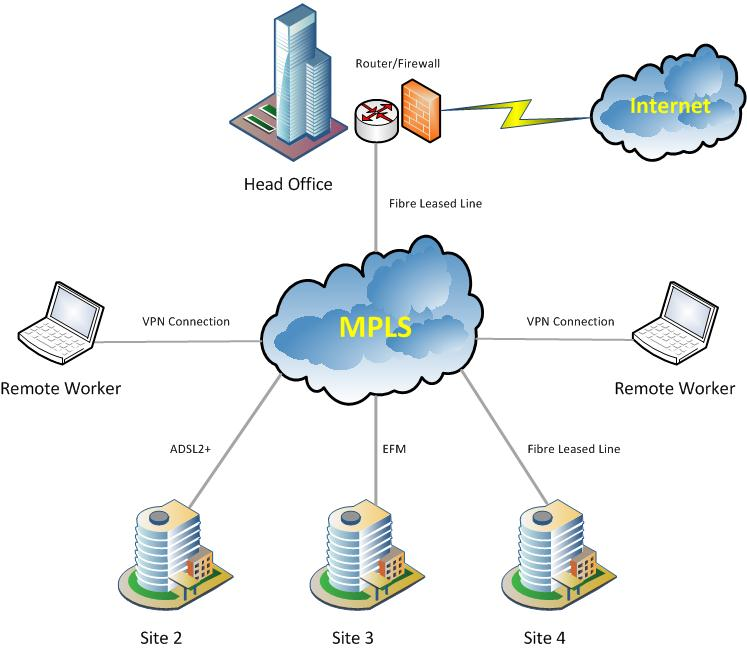 Router/Firewall
Internet
Head Office
Fibre Leased Line
MPLS
VPN Connection
VPN Connection
Remote Worker
Remote Worker
ADSL2+
EFM
Fibre Leased Line
Site 2
Site 3
Site 4